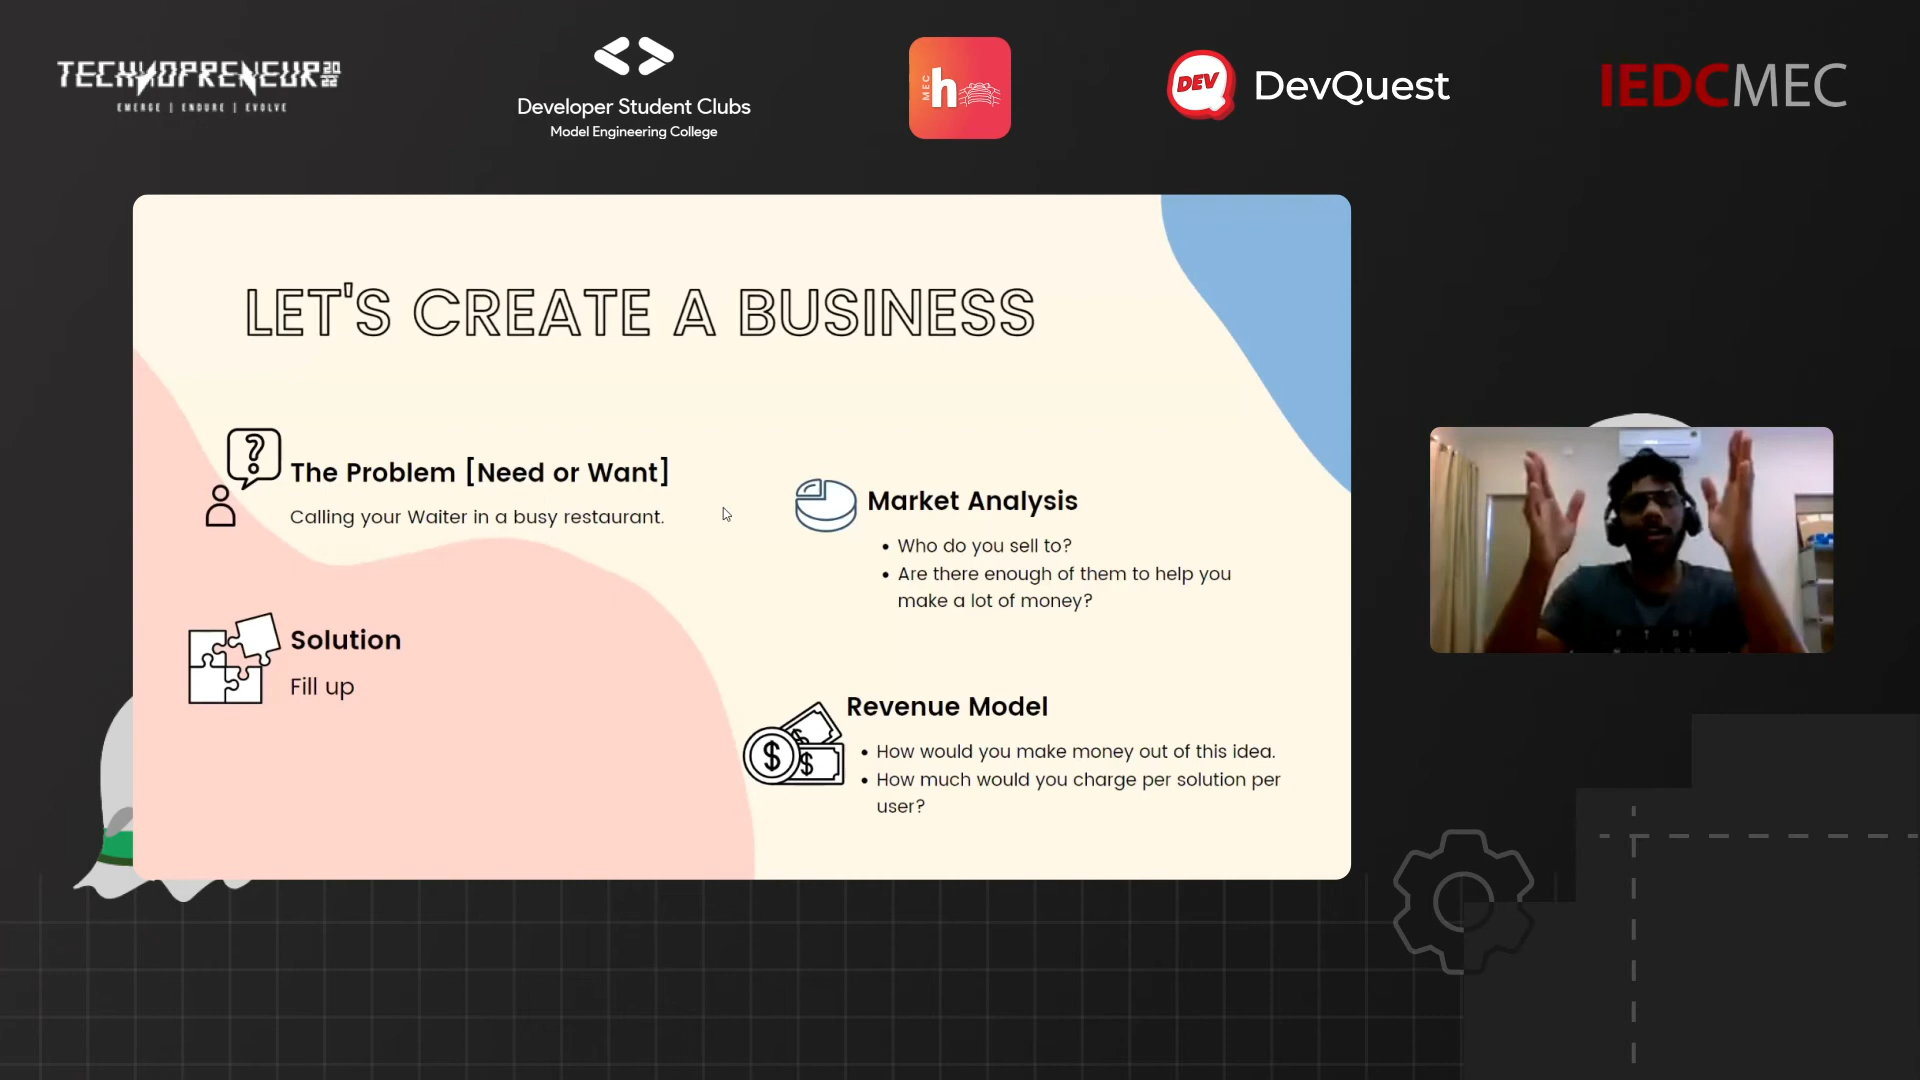 TECHNOPRENEUR 20
22
EMERGE | ENDURE | EVOLVE
Developer Student Clubs
Model Engineering College
MEC
h
DEV
DevQuest
IEDCMEC
LET'S CREATE A BUSINESS
?
The Problem [Need or Want]
Calling your Waiter in a busy restaurant.
Solution
Fill up
Market Analysis
• Who do you sell to?
• Are there enough of them to help you
make a lot of money?
$ $ $
Revenue Model
• How would you make money out of this idea.
• How much would you charge per solution per
user?